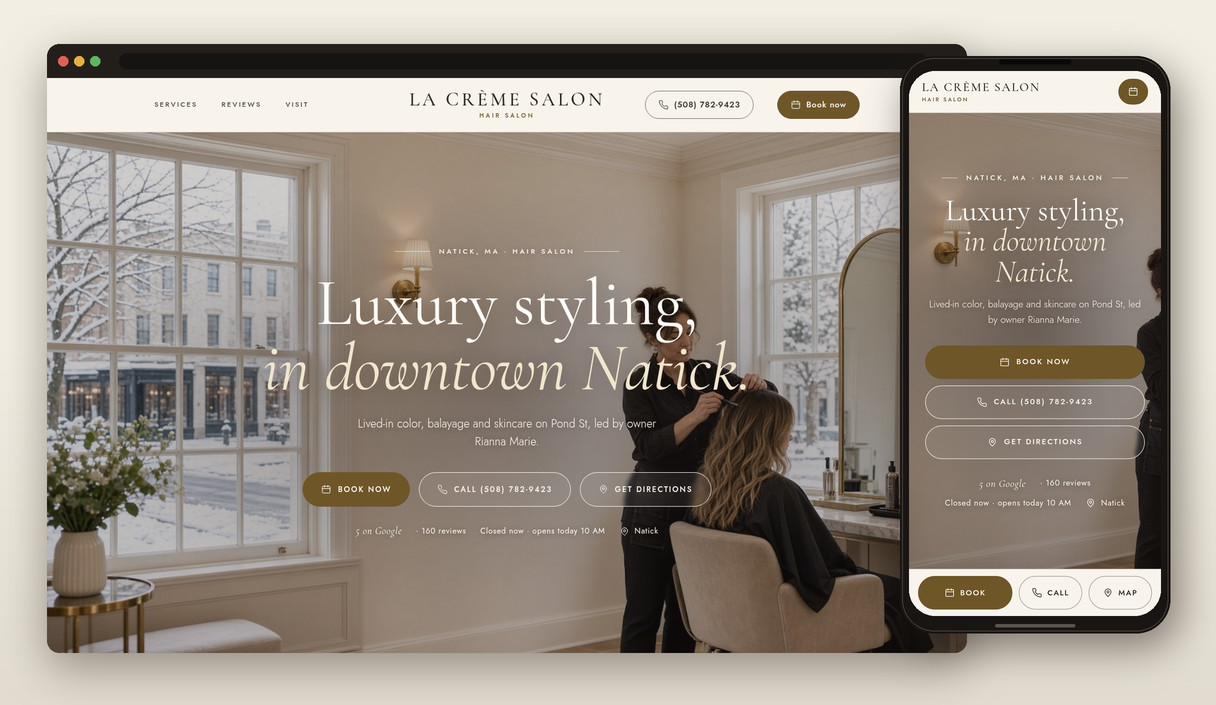 SERVICES
REVIEWS
VISIT
LA CRÈME SALON
HAIR SALON
(508) 782-9423
Book now
NATICK, MA · HAIR SALON
Luxury styling,
in downtown Natick.
Lived-in color, balayage and skincare on Pond St, led by owner
Rianna Marie.
BOOK NOW
CALL (508) 782-9423
GET DIRECTIONS
5 on Google · 160 reviews
Closed now · opens today 10 AM
Natick
LA CRÈME SALON
HAIR SALON
NATICK, MA · HAIR SALON
Luxury styling,
in downtown
Natick.
Lived-in color, balayage and skincare on Pond St, led
by owner Rianna Marie.
BOOK NOW
CALL (508) 782-9423
GET DIRECTIONS
5 on Google · 160 reviews
Closed now · opens today 10 AM
Natick
BOOK
CALL
MAP